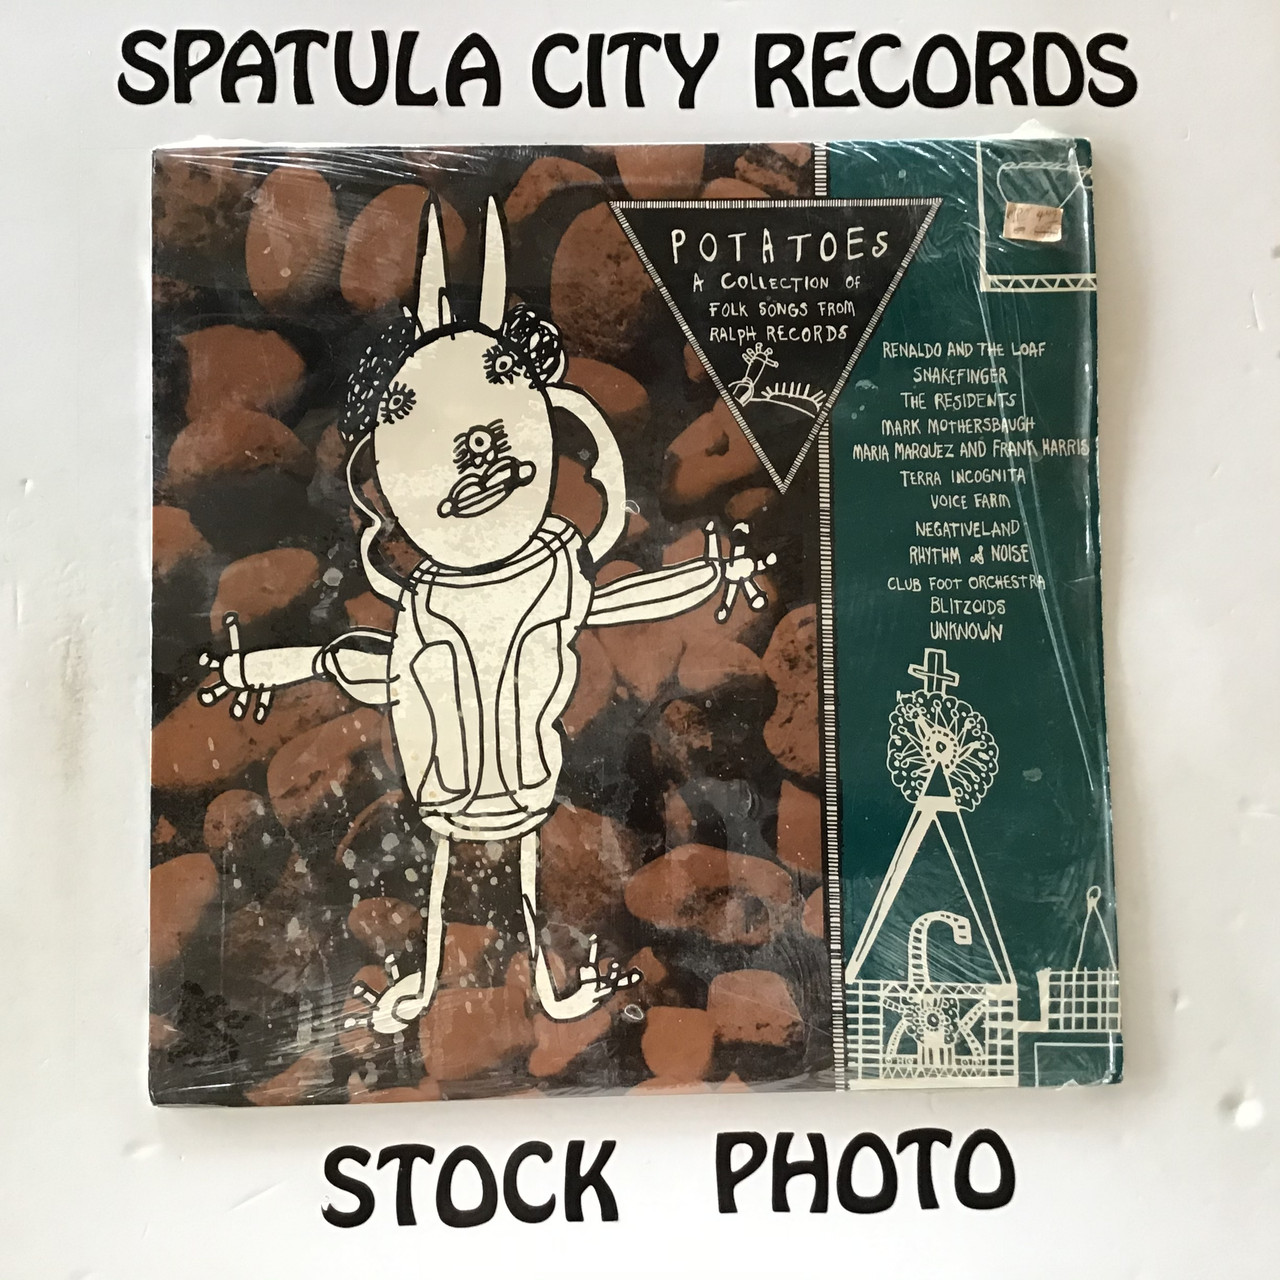 SPATULA CITY RECORDS
POTATOES
A COLLECTION OF
FOLK SONGS FROM
RALPH RECORDS
RENALDO AND THE LOAF
SNAKEFINGER
THE RESIDENTS
MARK MOTHERSBAUGH
MARIA MARQUEZ AND FRANK HARRIS
TERRA INCOGNITA
VOICE FARM
NEGATIVELAND
RHYTHM & NOISE
CLUB FOOT ORCHESTRA
BLITZOIDS
UNKNOWN
STOCK PHOTO